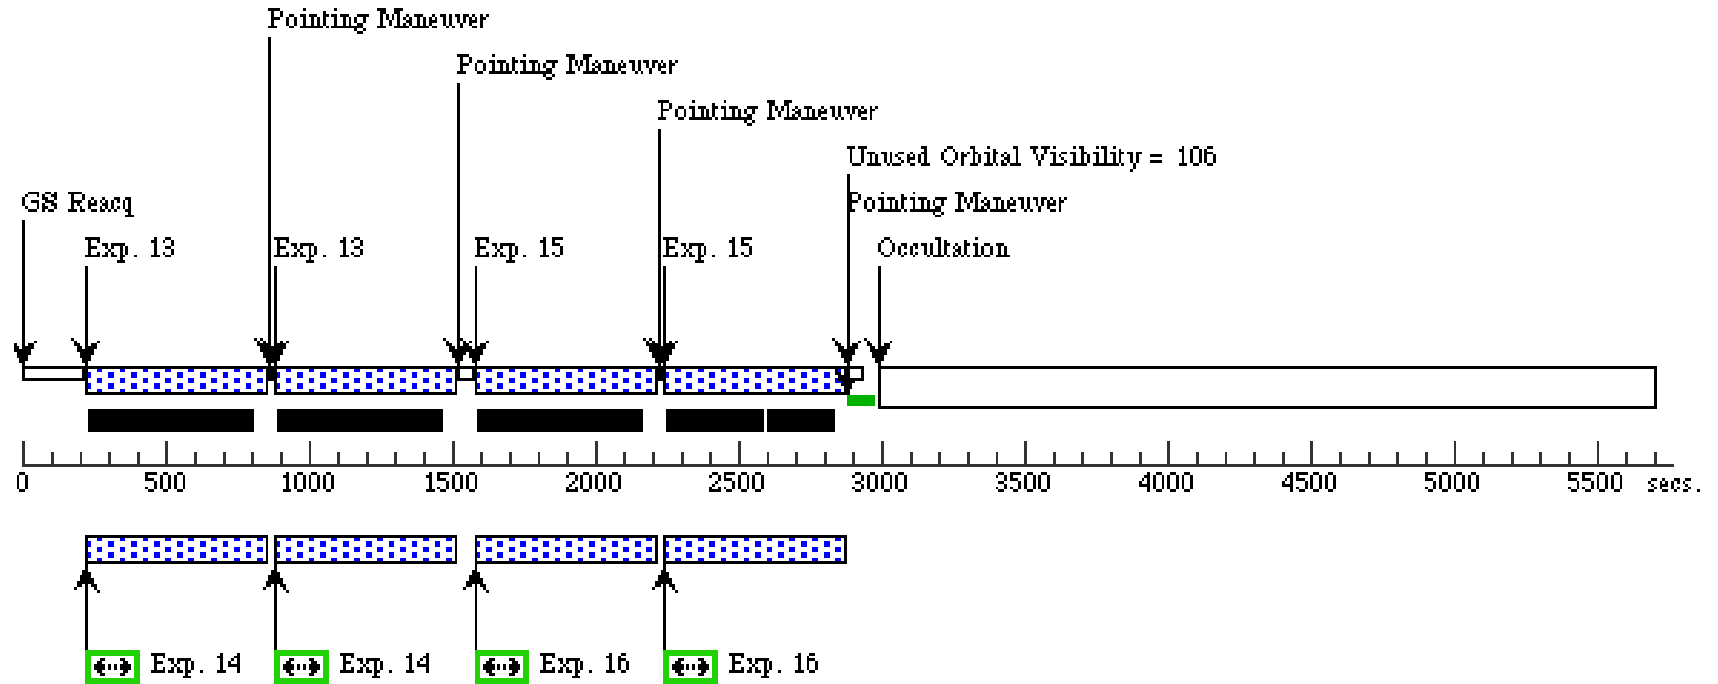 Pointing Maneuver
Pointing Maneuver
Pointing Maneuver
Unused Orbital Visibility = 106
GS Reacq
Pointing Maneuver
Exp. 13
Exp. 13
Exp. 15
Exp. 15
Occultation
0 500 1000 1500 2000 2500 3000 3500 4000 4500 5000 5500 secs.
Exp. 14
Exp. 14
Exp. 16
Exp. 16